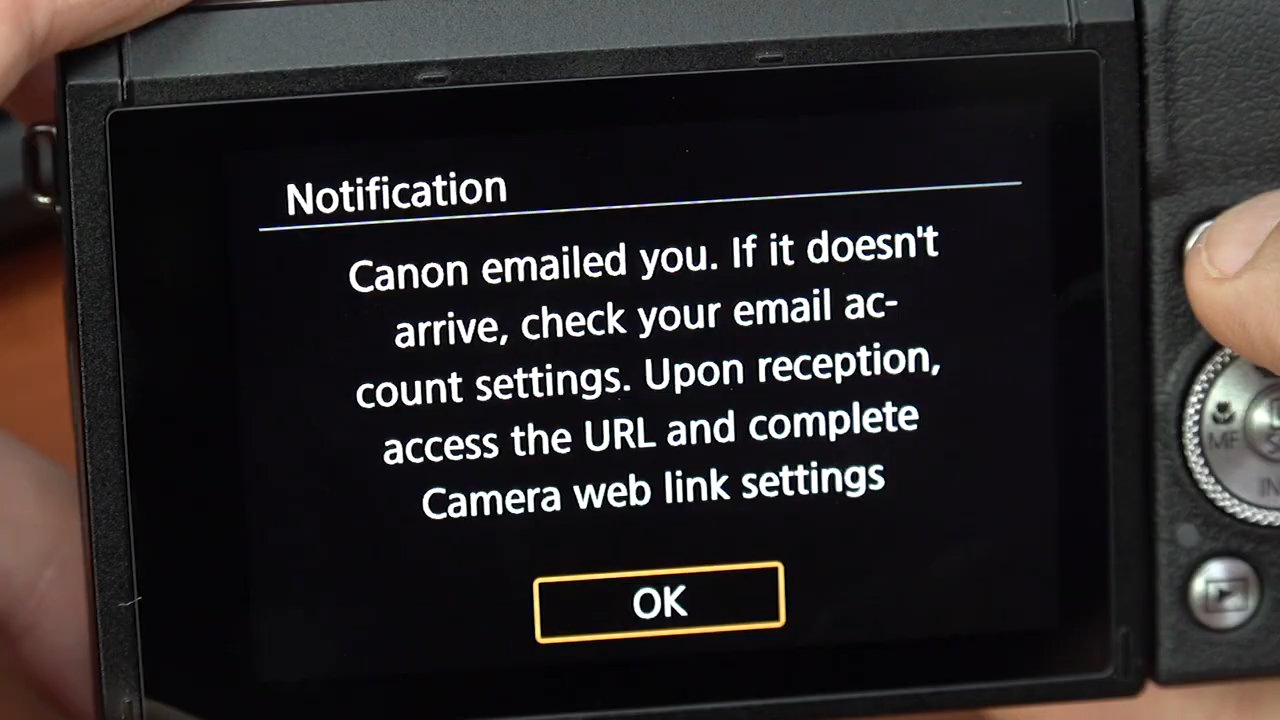 Notification
Canon emailed you. If it doesn't
arrive, check your email ac-
count settings. Upon reception,
access the URL and complete
Camera web link settings
OK
MF